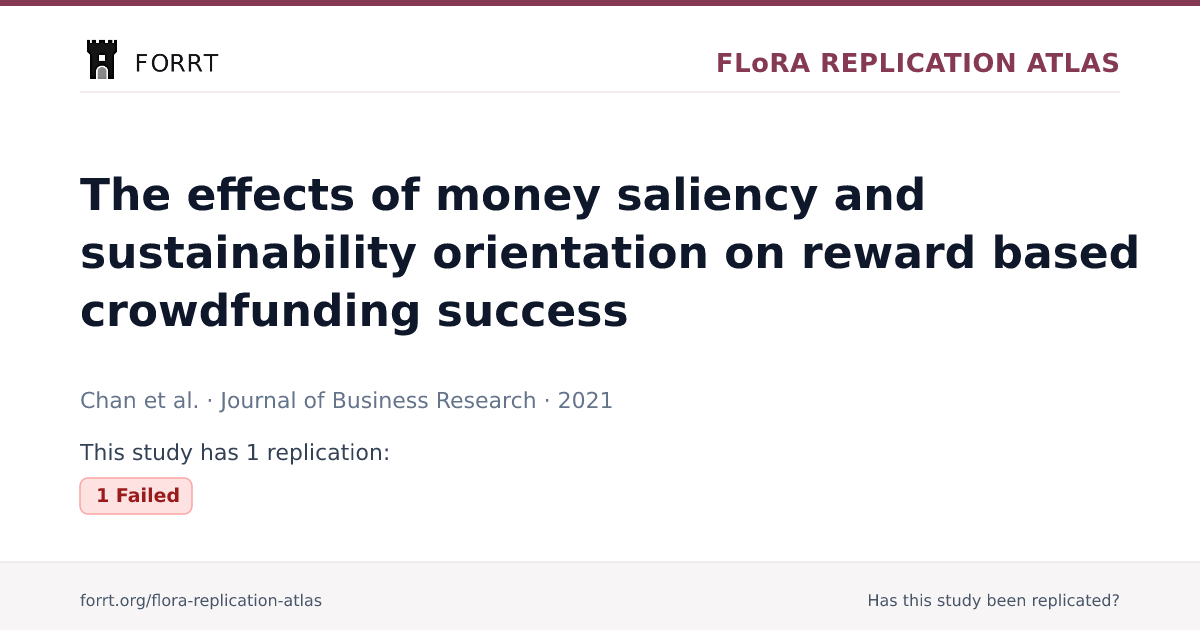 FORRT
FLoRA REPLICATION ATLAS
The effects of money saliency and
sustainability orientation on reward based
crowdfunding success
Chan et al. · Journal of Business Research · 2021
This study has 1 replication:
1 Failed
forrt.org/flora-replication-atlas
Has this study been replicated?